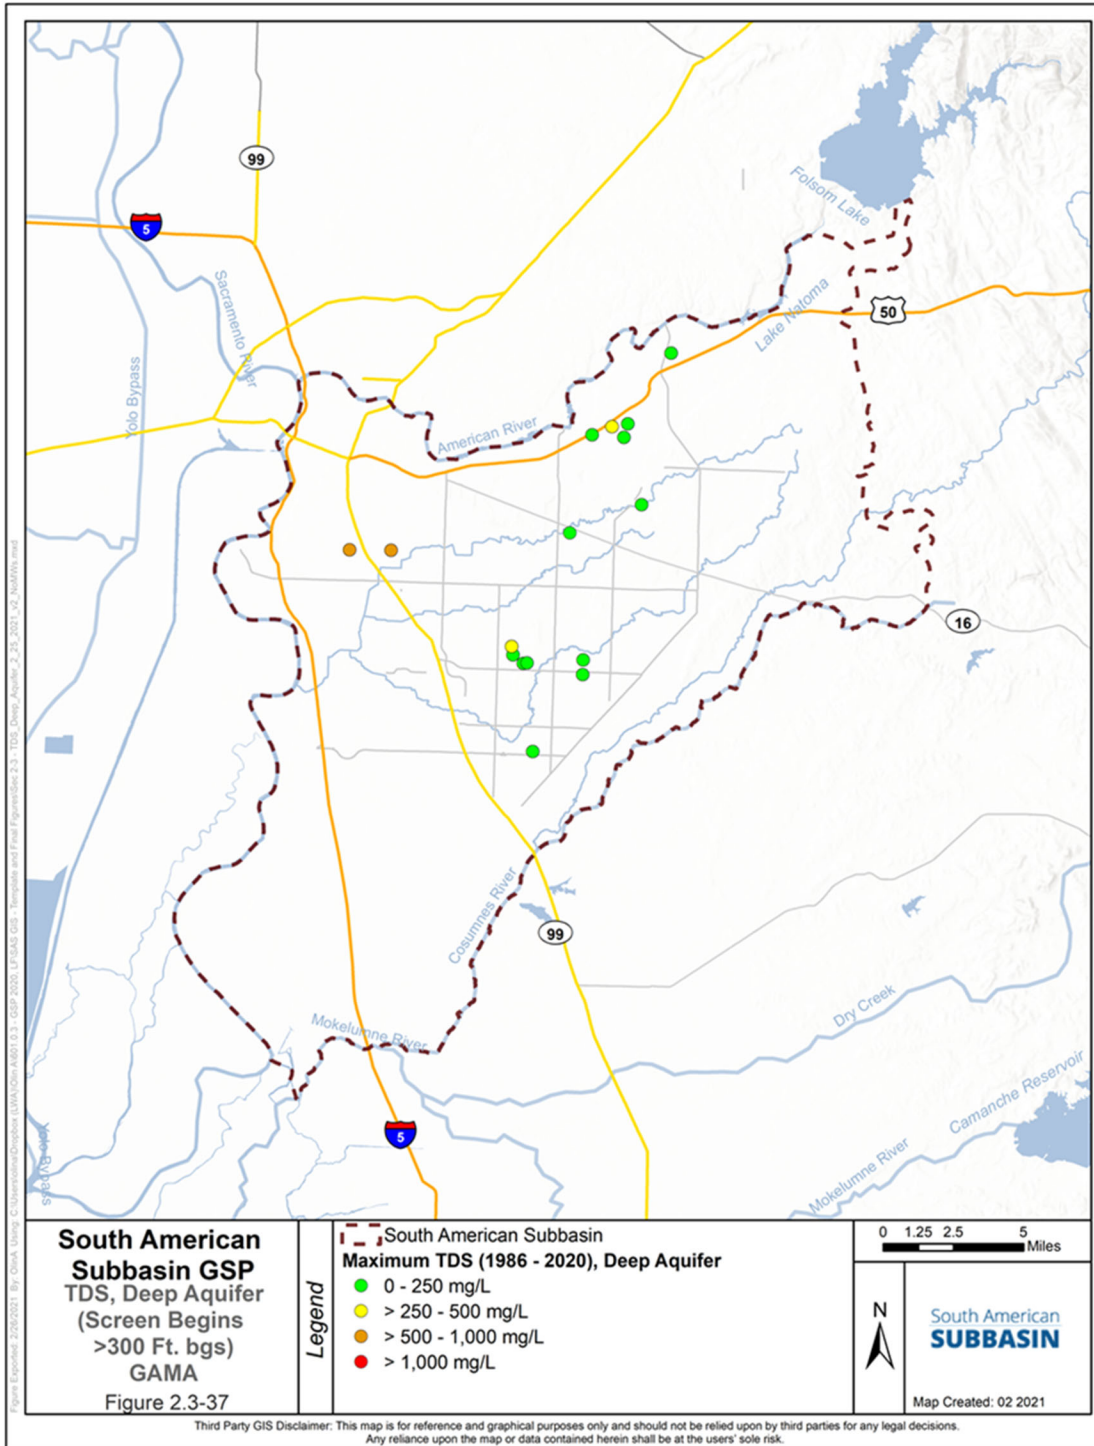 99
5
Folsom Lake
Sacramento River
Yolo Bypass
Lake Natoma
50
American River
16
Cosumnes River
99
Mokelumne River
Dry Creek
Camanche Reservoir
5
Mokelumne River
Yolo Bypass
South American
Subbasin GSP
TDS, Deep Aquifer
(Screen Begins
>300 Ft. bgs)
GAMA
Figure 2.3-37
Legend
South American Subbasin
Maximum TDS (1986 - 2020), Deep Aquifer
0 - 250 mg/L
> 250 - 500 mg/L
> 500 - 1,000 mg/L
> 1,000 mg/L
0 1.25 2.5 5
Miles
N
South American
SUBBASIN
Map Created: 02 2021
Third Party GIS Disclaimer: This map is for reference and graphical purposes only and should not be relied upon by third parties for any legal decisions.
Any reliance upon the map or data contained herein shall be at the users' sole risk.